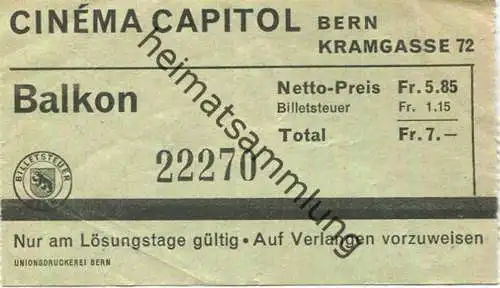 CINÉMA CAPITOL BERN
KRAMGASSE 72
Balkon
Netto-Preis Fr. 5.85
Billetsteuer Fr. 1.15
Total Fr. 7.—
22270
BILLETSTEUER
BERN
Nur am Lösungstage gültig • Auf Verlangen vorzuweisen
UNIONSDRUCKEREI BERN
heimatsammlung